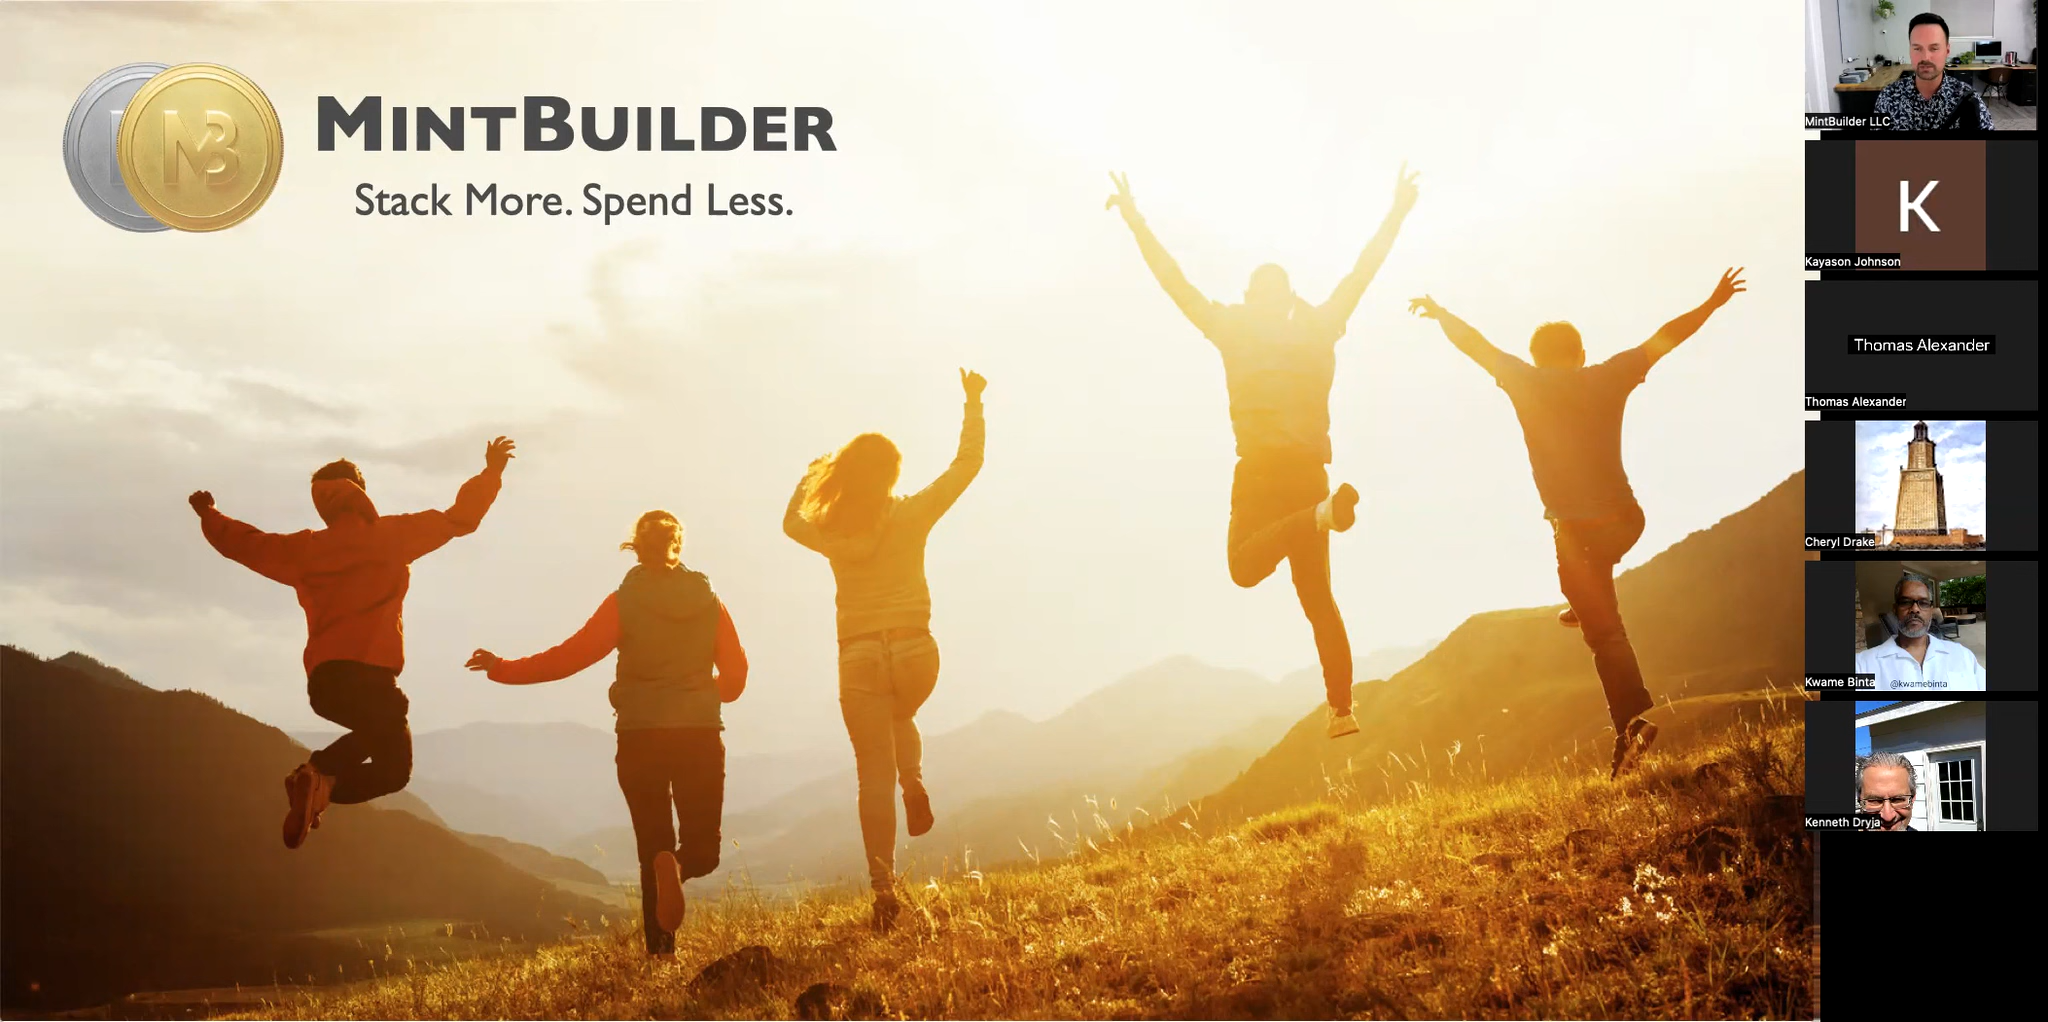 MB
MINTBUILDER
Stack More. Spend Less.
MintBuilder LLC
K
Kayason Johnson
Thomas Alexander
Thomas Alexander
Cheryl Drake
Kwame Binta
@kwamebinta
Kenneth Dryja